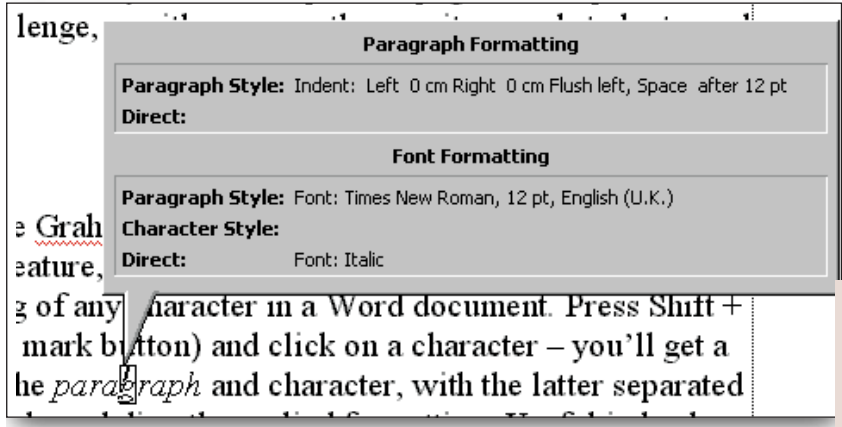 lenge,
Paragraph Formatting
Paragraph Style: Indent: Left 0 cm Right 0 cm Flush left, Space after 12 pt
Direct:
Font Formatting
Paragraph Style: Font: Times New Roman, 12 pt, English (U.K.)
Character Style:
Direct: Font: Italic
e Grah
eature,
g of any character in a Word document. Press Shift +
mark button) and click on a character – you'll get a
he paragraph and character, with the latter separated